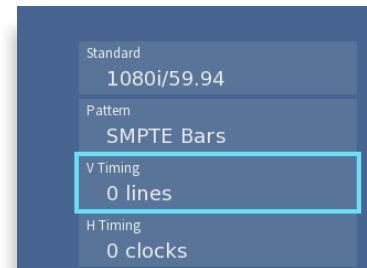 Standard
1080i/59.94
Pattern
SMPTE Bars
V Timing
0 lines
H Timing
0 clocks